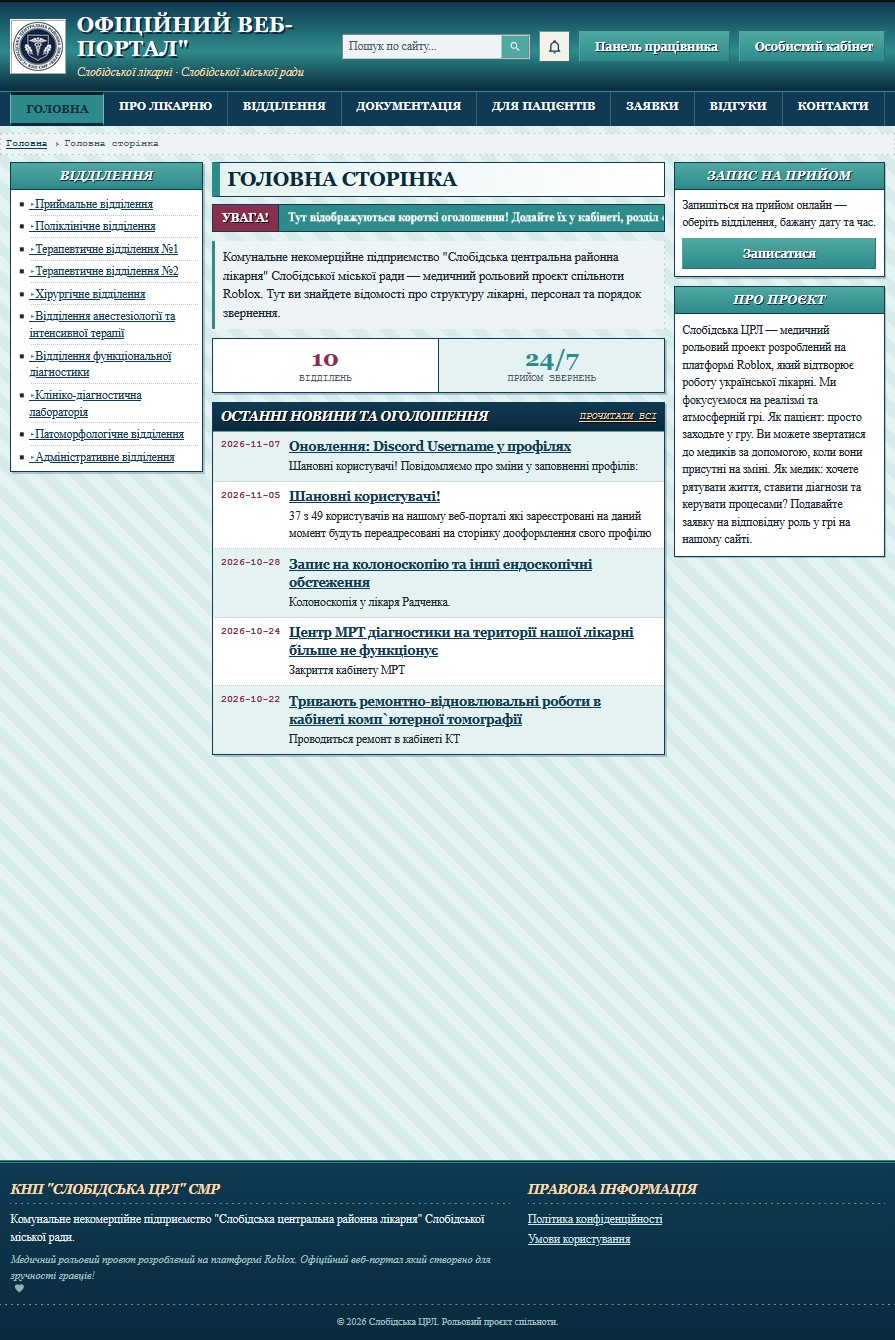 ОФІЦІЙНИЙ ВЕБ-
ПОРТАЛ"
Слобідської лікарні · Слобідської міської ради
Пошук по сайту...
Панель працівника
Особистий кабінет
ГОЛОВНА
ПРО ЛІКАРНЮ
ВІДДІЛЕННЯ
ДОКУМЕНТАЦІЯ
ДЛЯ ПАЦІЄНТІВ
ЗАЯВКИ
ВІДГУКИ
КОНТАКТИ
Головна › Головна сторінка
ВІДДІЛЕННЯ
Приймальне відділення
Поліклінічне відділення
Терапевтичне відділення №1
Терапевтичне відділення №2
Хірургічне відділення
Відділення анестезіології та
інтенсивної терапії
Відділення функціональної
діагностики
Клініко-діагностична
лабораторія
Патоморфологічне відділення
Адміністративне відділення
ГОЛОВНА СТОРІНКА
УВАГА!
Тут відображуються короткі оголошення! Додайте їх у кабінеті, розділ «
Комунальне некомерційне підприємство "Слобідська центральна районна
лікарня" Слобідської міської ради — медичний рольовий проєкт спільноти
Roblox. Тут ви знайдете відомості про структуру лікарні, персонал та порядок
звернення.
10
ВІДДІЛЕНЬ
24/7
ПРИЙОМ ЗВЕРНЕНЬ
ОСТАННІ НОВИНИ ТА ОГОЛОШЕННЯ
ПРОЧИТАТИ ВСІ
2026-11-07
Оновлення: Discord Username у профілях
Шановні користувачі! Повідомляємо про зміни у заповненні профілів:
2026-11-05
Шановні користувачі!
37 з 49 користувачів на нашому веб-порталі які зареєстровані на даний
момент будуть переадресовані на сторінку дооформлення свого профілю
2026-10-28
Запис на колоноскопію та інші ендоскопічні
обстеження
Колоноскопія у лікаря Радченка.
2026-10-24
Центр МРТ діагностики на території нашої лікарні
більше не функціонує
Закриття кабінету МРТ
2026-10-22
Тривають ремонтно-відновлювальні роботи в
кабінеті комп`ютерної томографії
Проводиться ремонт в кабінеті КТ
ЗАПИС НА ПРИЙОМ
Запишіться на прийом онлайн —
оберіть відділення, бажану дату та час.
Записатися
ПРО ПРОЄКТ
Слобідська ЦРЛ — медичний
рольовий проект розроблений на
платформі Roblox, який відтворює
роботу української лікарні. Ми
фокусуємося на реалізмі та
атмосферній грі. Як пацієнт: просто
заходьте у гру. Ви можете звертатися
до медиків за допомогою, коли вони
присутні на зміні. Як медик: хочете
рятувати життя, ставити діагнози та
керувати процесами? Подавайте
заявку на відповідну роль у грі на
нашому сайті.
КНП "СЛОБІДСЬКА ЦРЛ" СМР
Комунальне некомерційне підприємство "Слобідська центральна районна лікарня" Слобідської
міської ради.
Медичний рольовий проєкт розроблений на платформі Roblox. Офіційний веб-портал який створено для
зручності гравців!
ПРАВОВА ІНФОРМАЦІЯ
Політика конфіденційності
Умови користування
© 2026 Слобідська ЦРЛ. Рольовий проєкт спільноти.